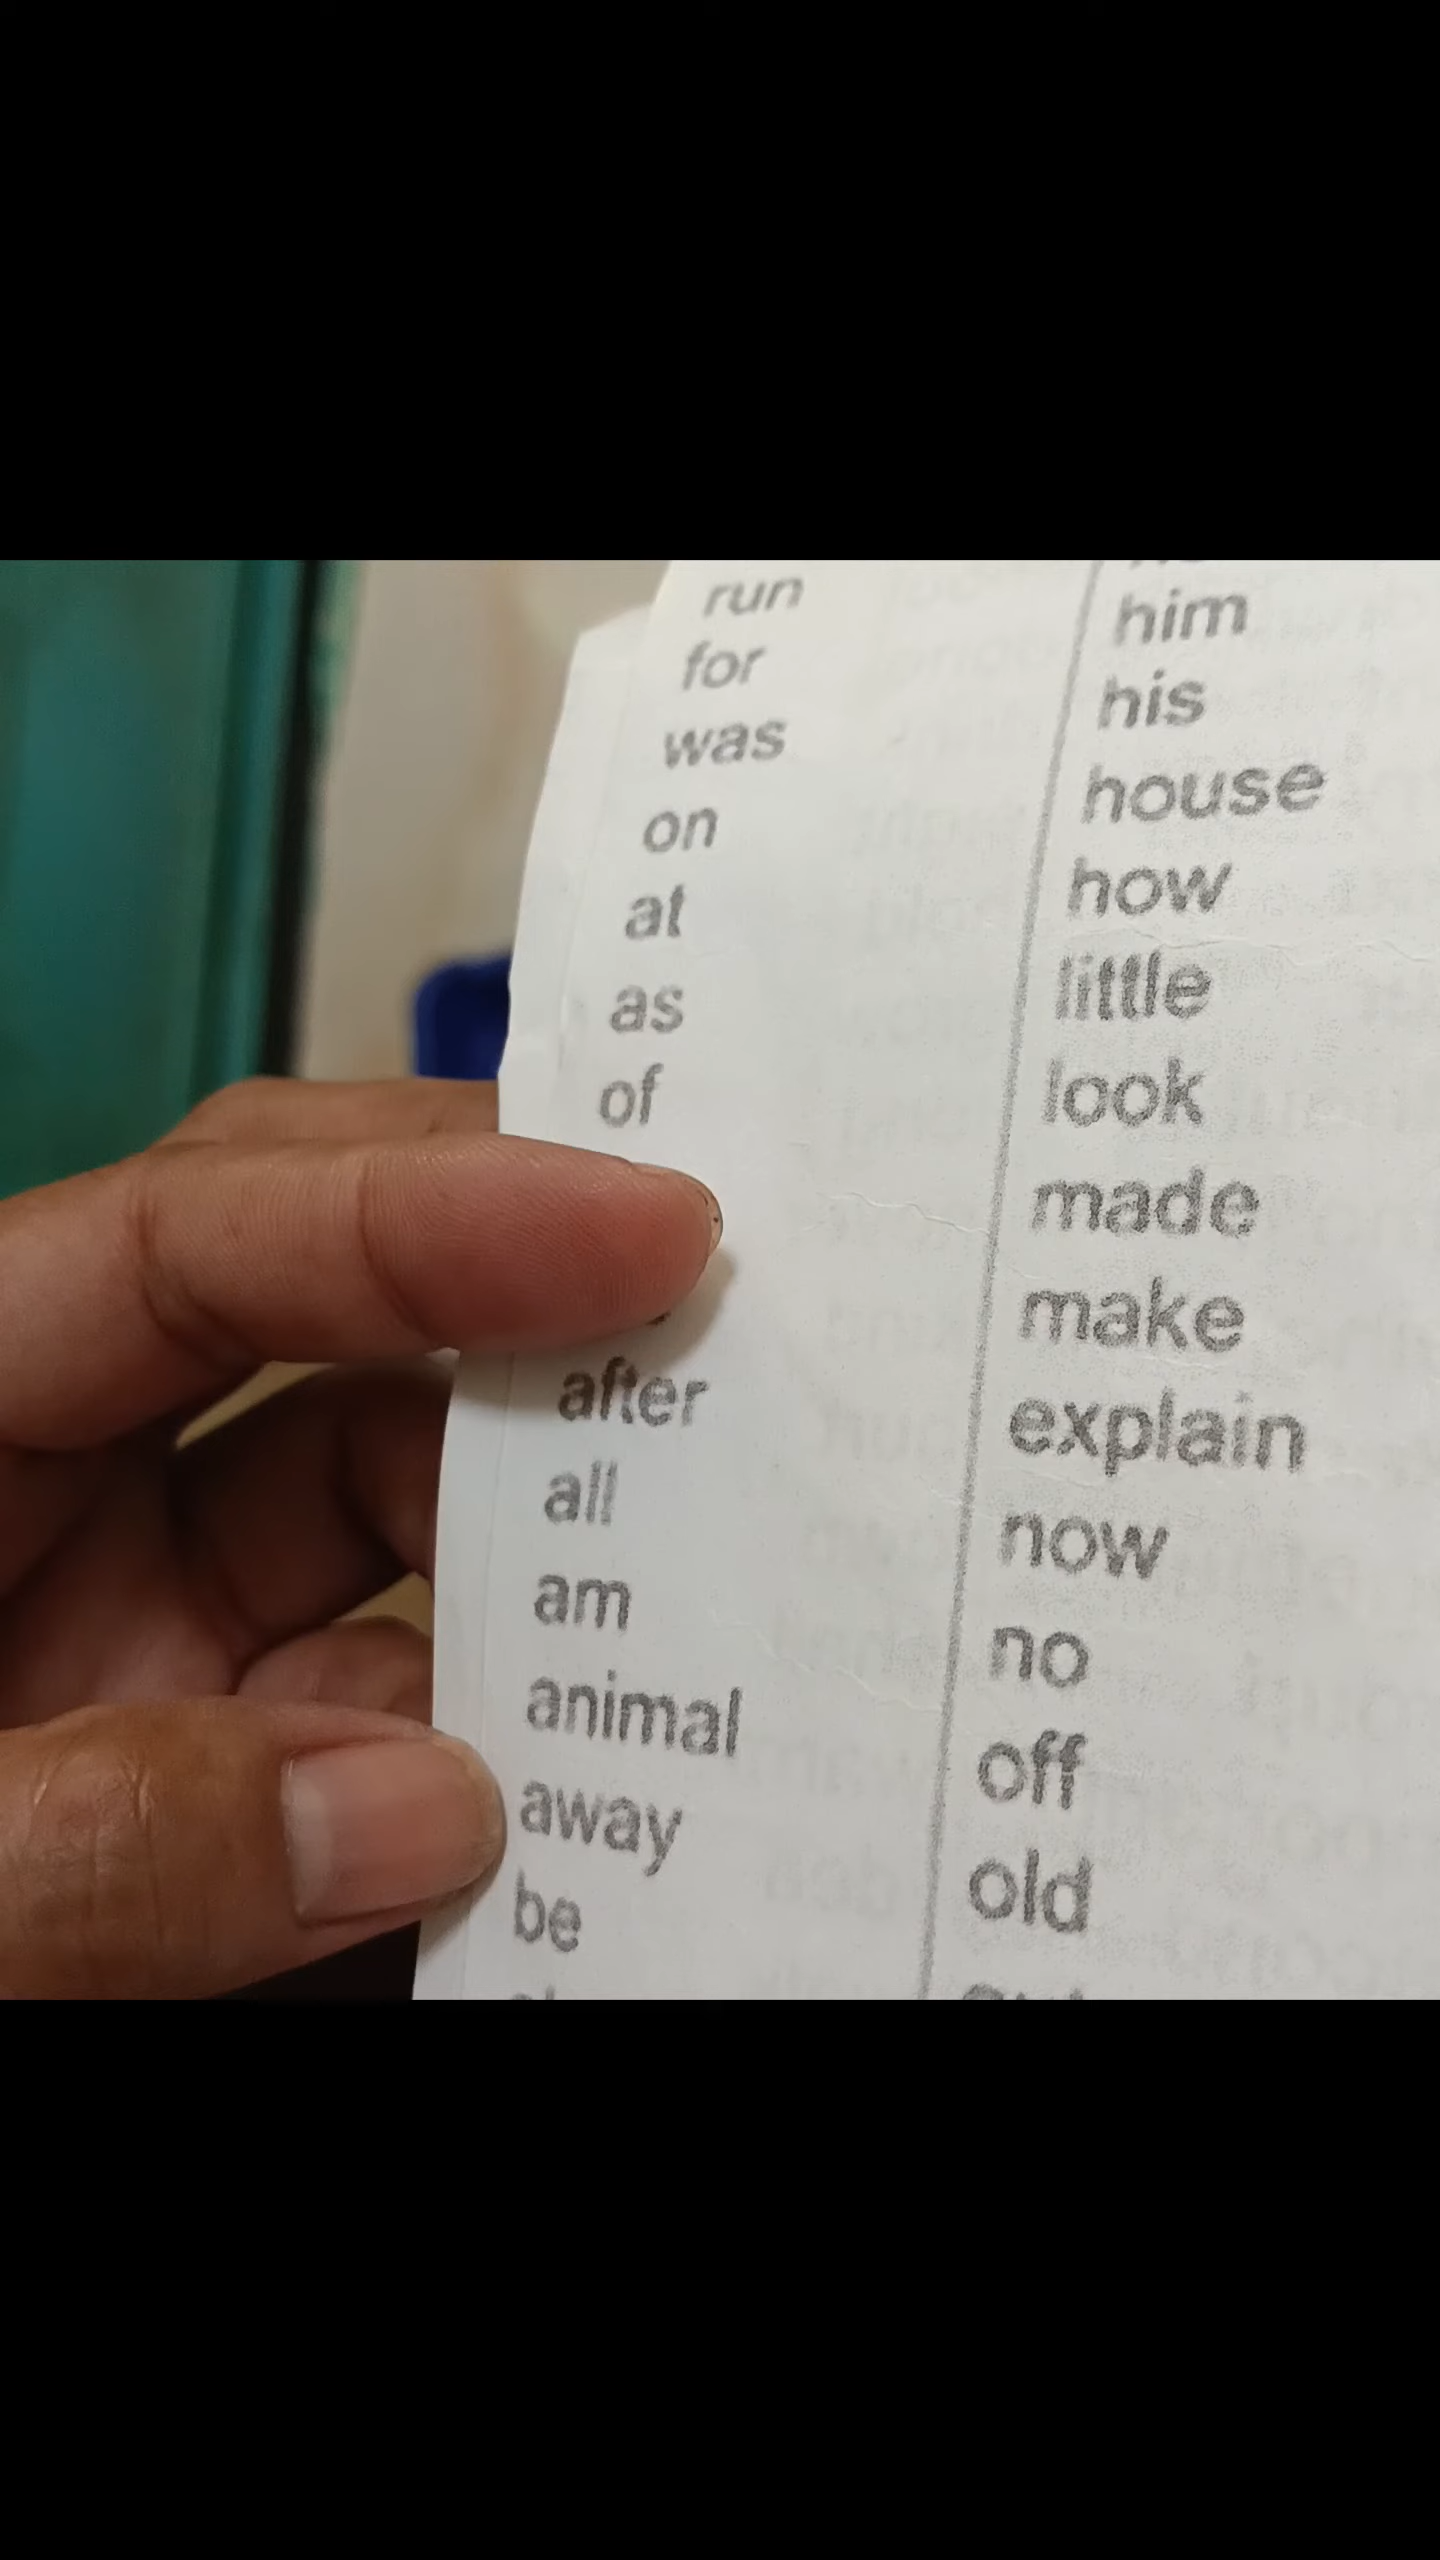 run
for
was
on
at
as
of
after
all
am
animal
away
be
him
his
house
how
little
look
made
make
explain
now
no
off
old